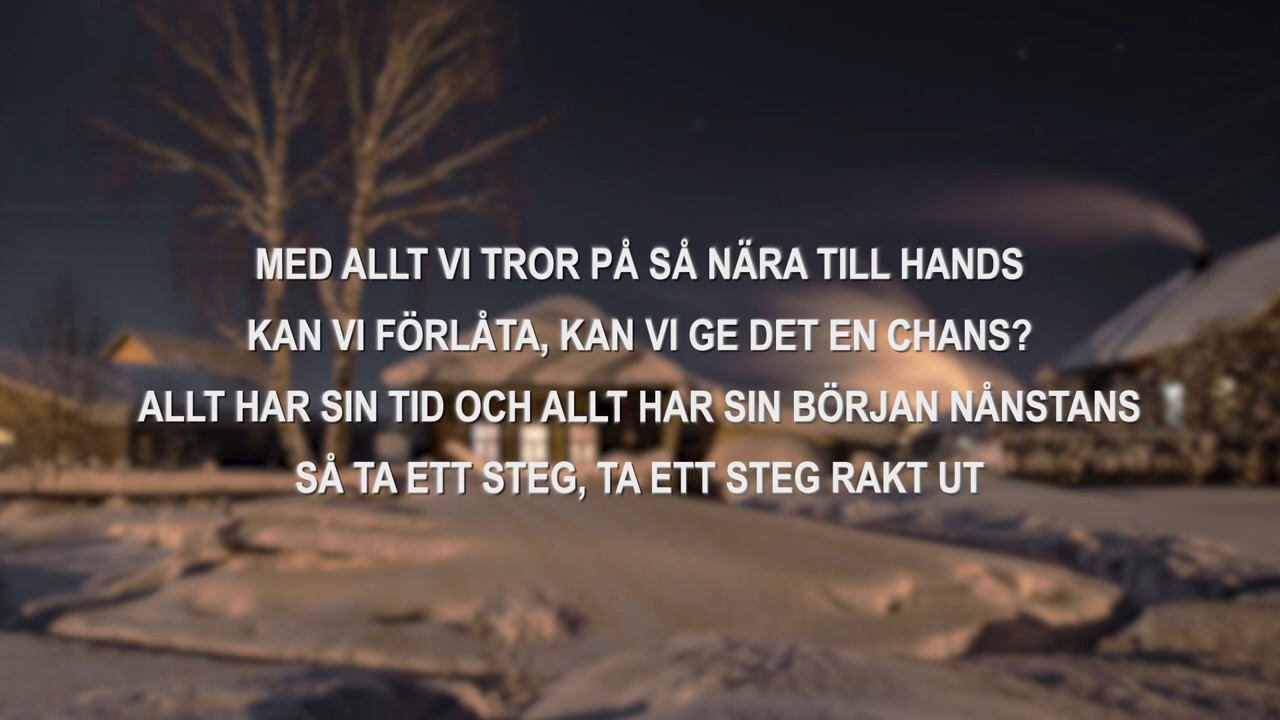 MED ALLT VI TROR PÅ SÅ NÄRA TILL HANDS
KAN VI FÖRLÅTA, KAN VI GE DET EN CHANS?
ALLT HAR SIN TID OCH ALLT HAR SIN BÖRJAN NÅNSTANS
SÅ TA ETT STEG, TA ETT STEG RAKT UT